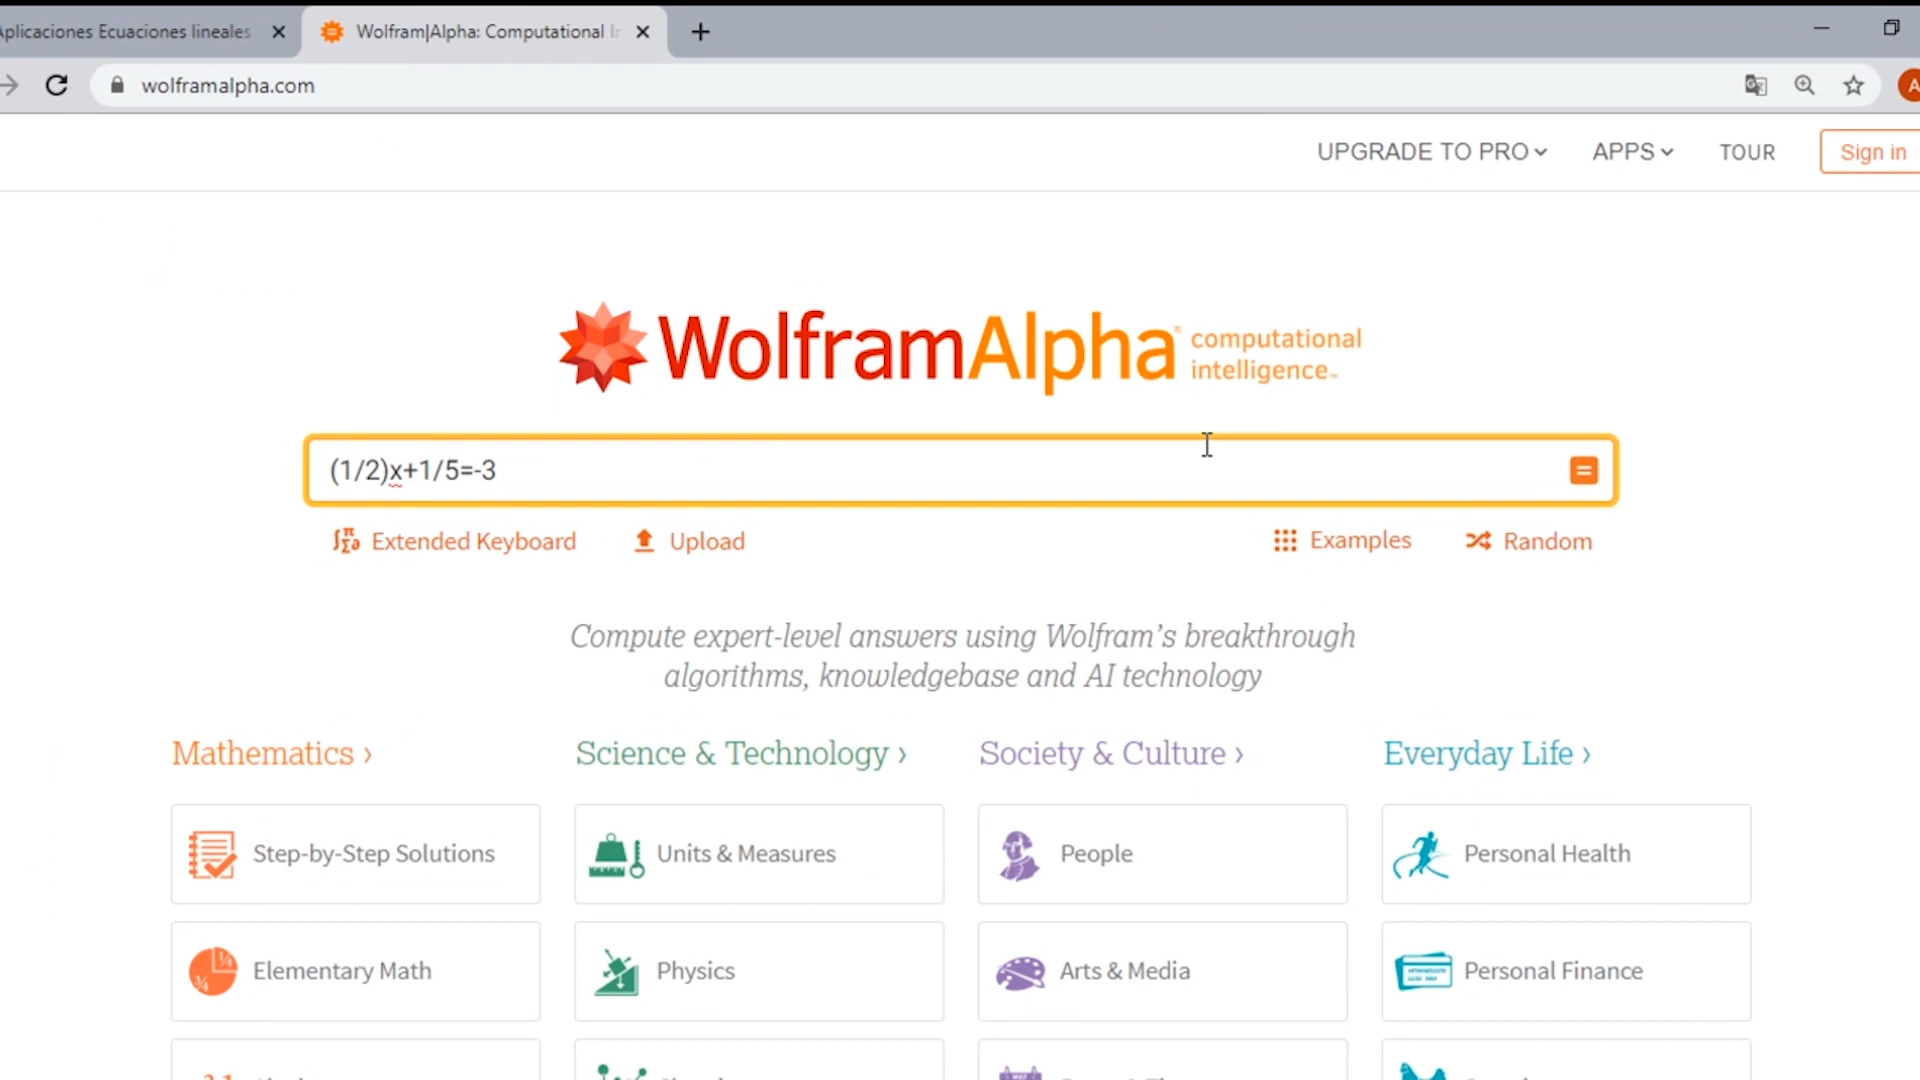 Aplicaciones Ecuaciones lineales
Wolfram|Alpha: Computational In
wolframalpha.com
A
UPGRADE TO PRO
APPS
TOUR
Sign in
WolframAlpha computational intelligence™
(1/2)x+1/5=-3
=
Extended Keyboard
Upload
Examples
Random
Compute expert-level answers using Wolfram's breakthrough
algorithms, knowledgebase and AI technology
Mathematics ›
Science & Technology ›
Society & Culture ›
Everyday Life ›
Step-by-Step Solutions
Units & Measures
People
Personal Health
Elementary Math
Physics
Arts & Media
Personal Finance